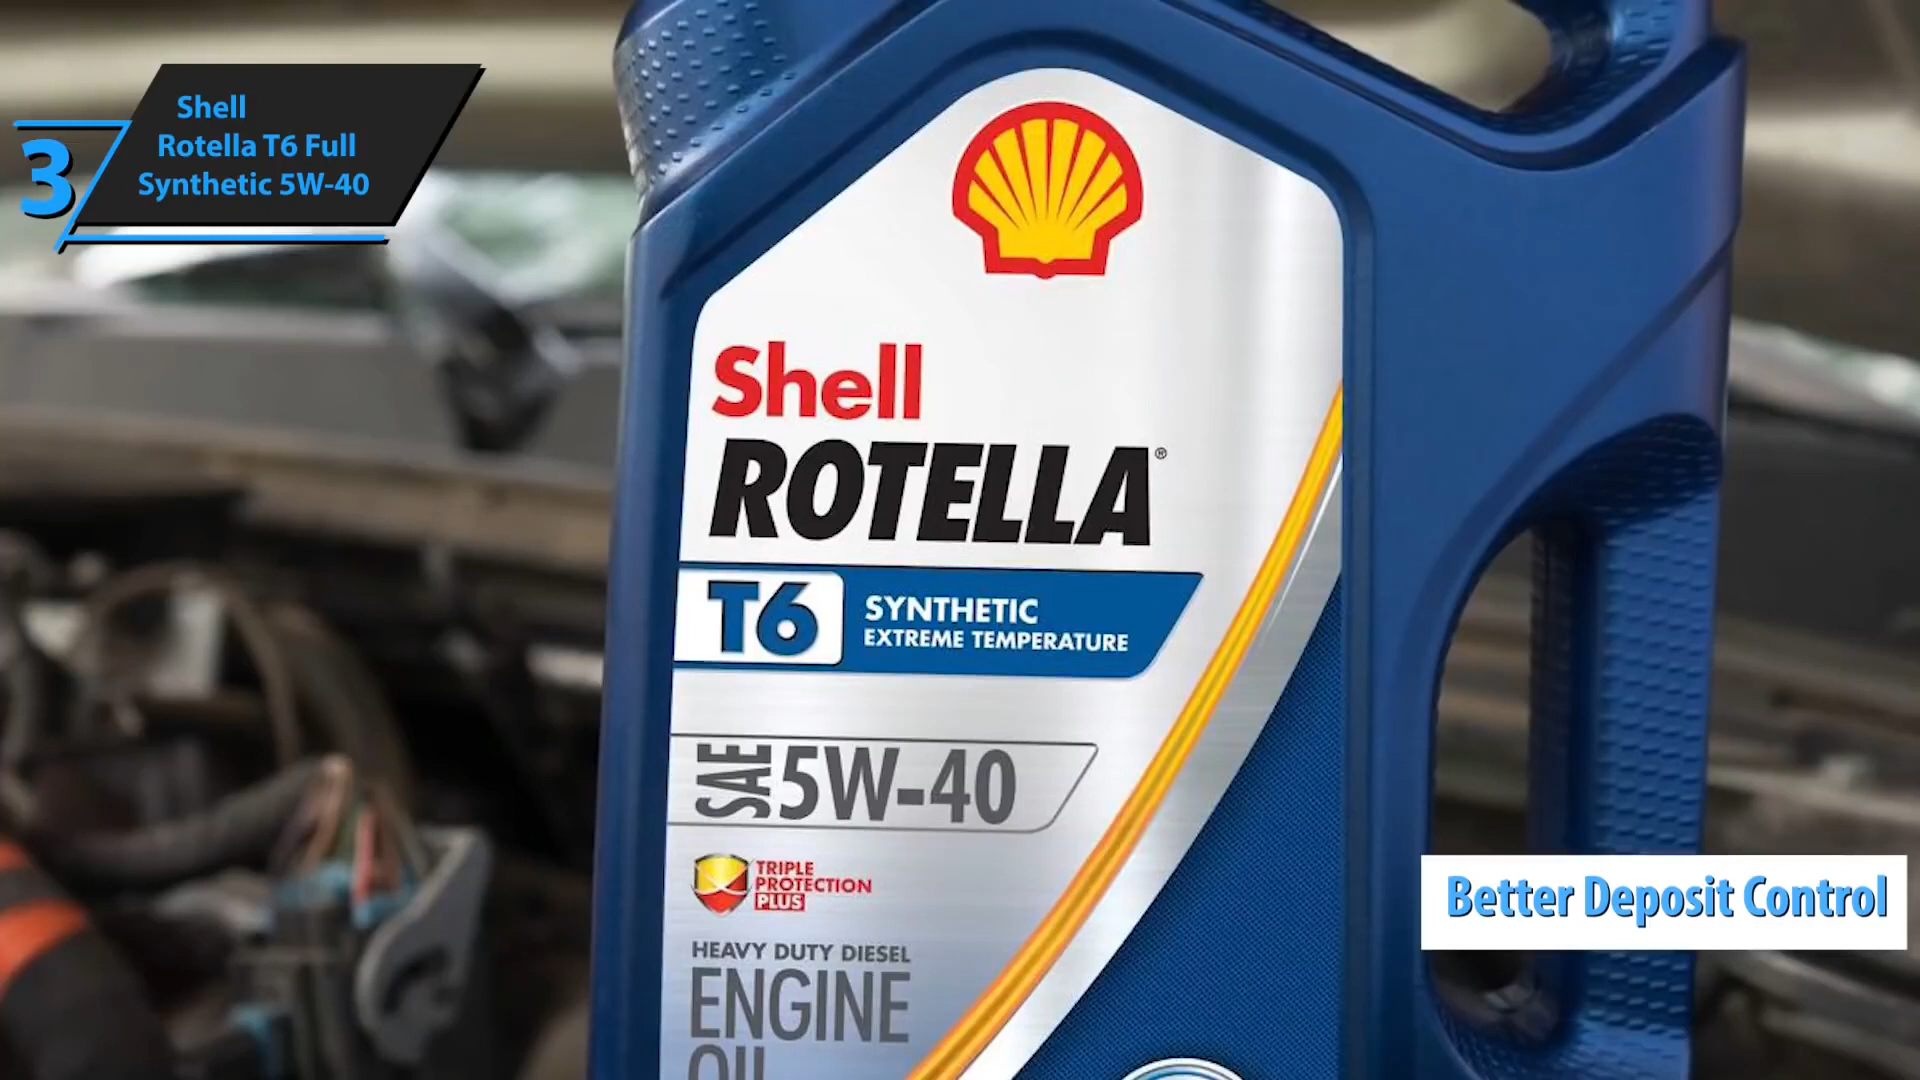 3
Shell
Rotella T6 Full
Synthetic 5W-40
Shell
ROTELLA®
T6 SYNTHETIC
EXTREME TEMPERATURE
SAE 5W-40
TRIPLE
PROTECTION
PLUS
HEAVY DUTY DIESEL
ENGINE
OIL
Better Deposit Control